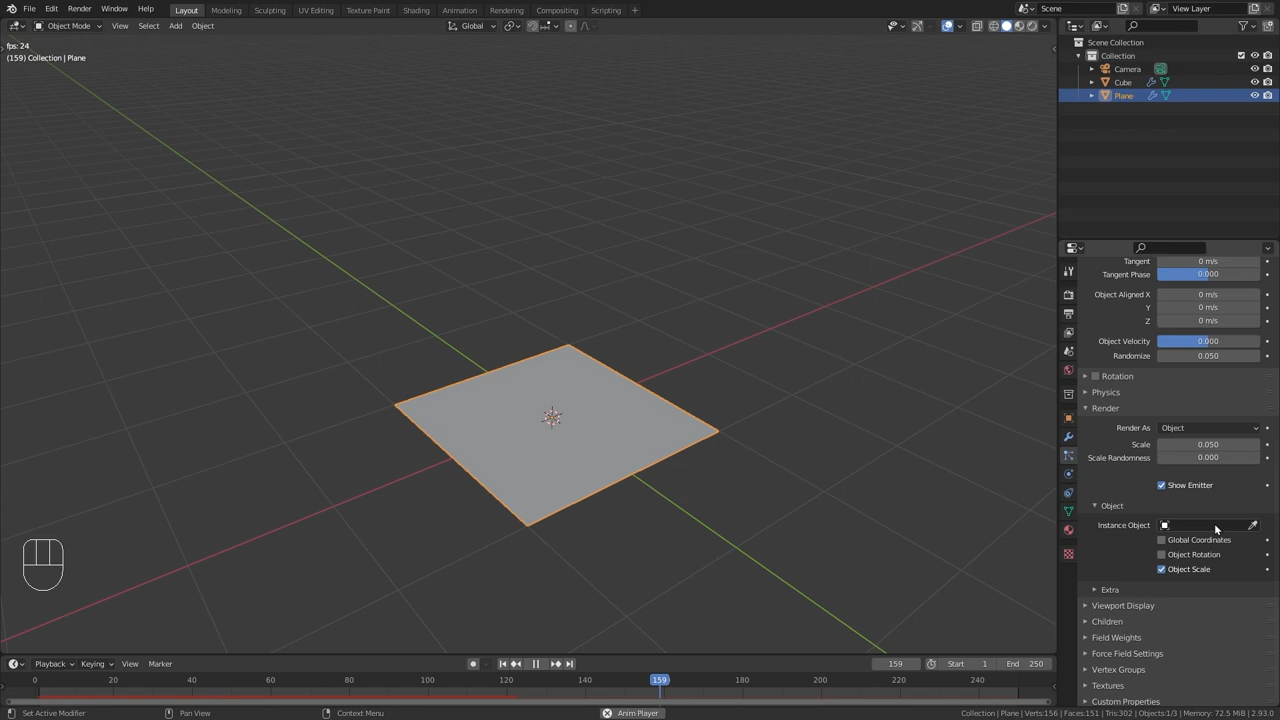 File Edit Render Window Help Layout Modeling Sculpting UV Editing Texture Paint Shading Animation Rendering Compositing Scripting + Scene View Layer
Object Mode View Select Add Object Global
fps: 24
(159) Collection | Plane
Scene Collection
Collection
Camera
Cube
Plane
Tangent 0 m/s
Tangent Phase 0.000
Object Aligned X 0 m/s
Y 0 m/s
Z 0 m/s
Object Velocity 0.000
Randomize 0.050
Rotation
Physics
Render
Render As Object
Scale 0.050
Scale Randomness 0.000
Show Emitter
Object
Instance Object
Global Coordinates
Object Rotation
Object Scale
Extra
Viewport Display
Children
Field Weights
Force Field Settings
Vertex Groups
Textures
Custom Properties
Playback Keying View Marker 159 Start 1 End 250
0 20 40 60 80 100 120 140 159 180 200 220 240
Set Active Modifier Pan View Context Menu Anim Player Collection | Plane | Verts:156 | Faces:151 | Tris:302 | Objects:1/3 | Memory: 72.5 MiB | 2.93.0